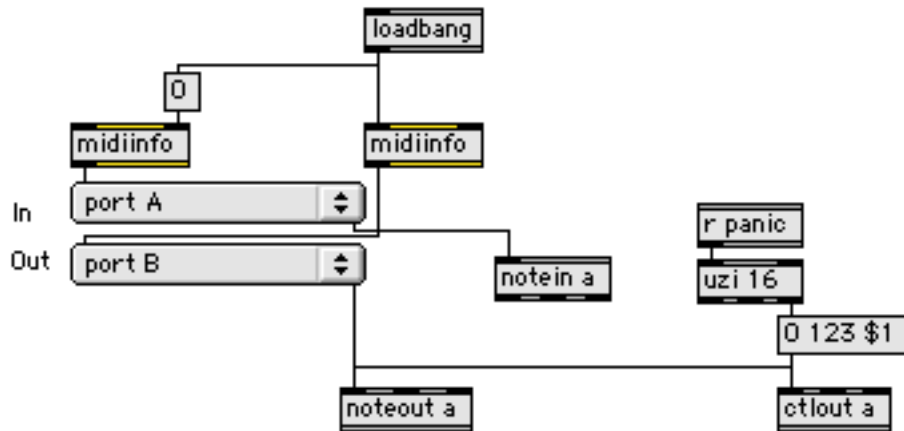 loadbang
0
midiinfo
midiinfo
In
port A
r panic
Out
port B
notein a
uzi 16
0 123 $1
noteout a
ctlout a